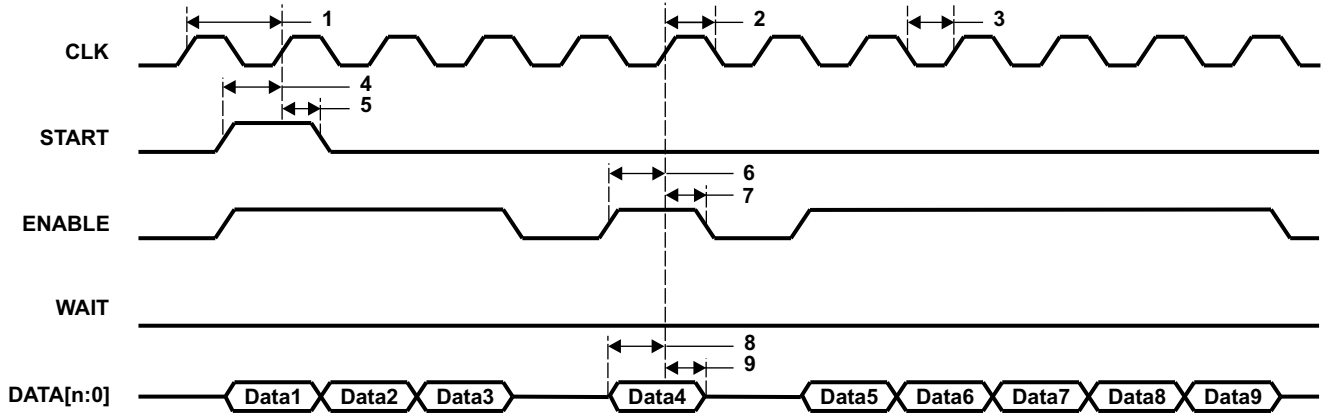 1 2 3
CLK
4
5
START
6
7
ENABLE
WAIT
8
9
DATA[n:0] Data1 Data2 Data3 Data4 Data5 Data6 Data7 Data8 Data9